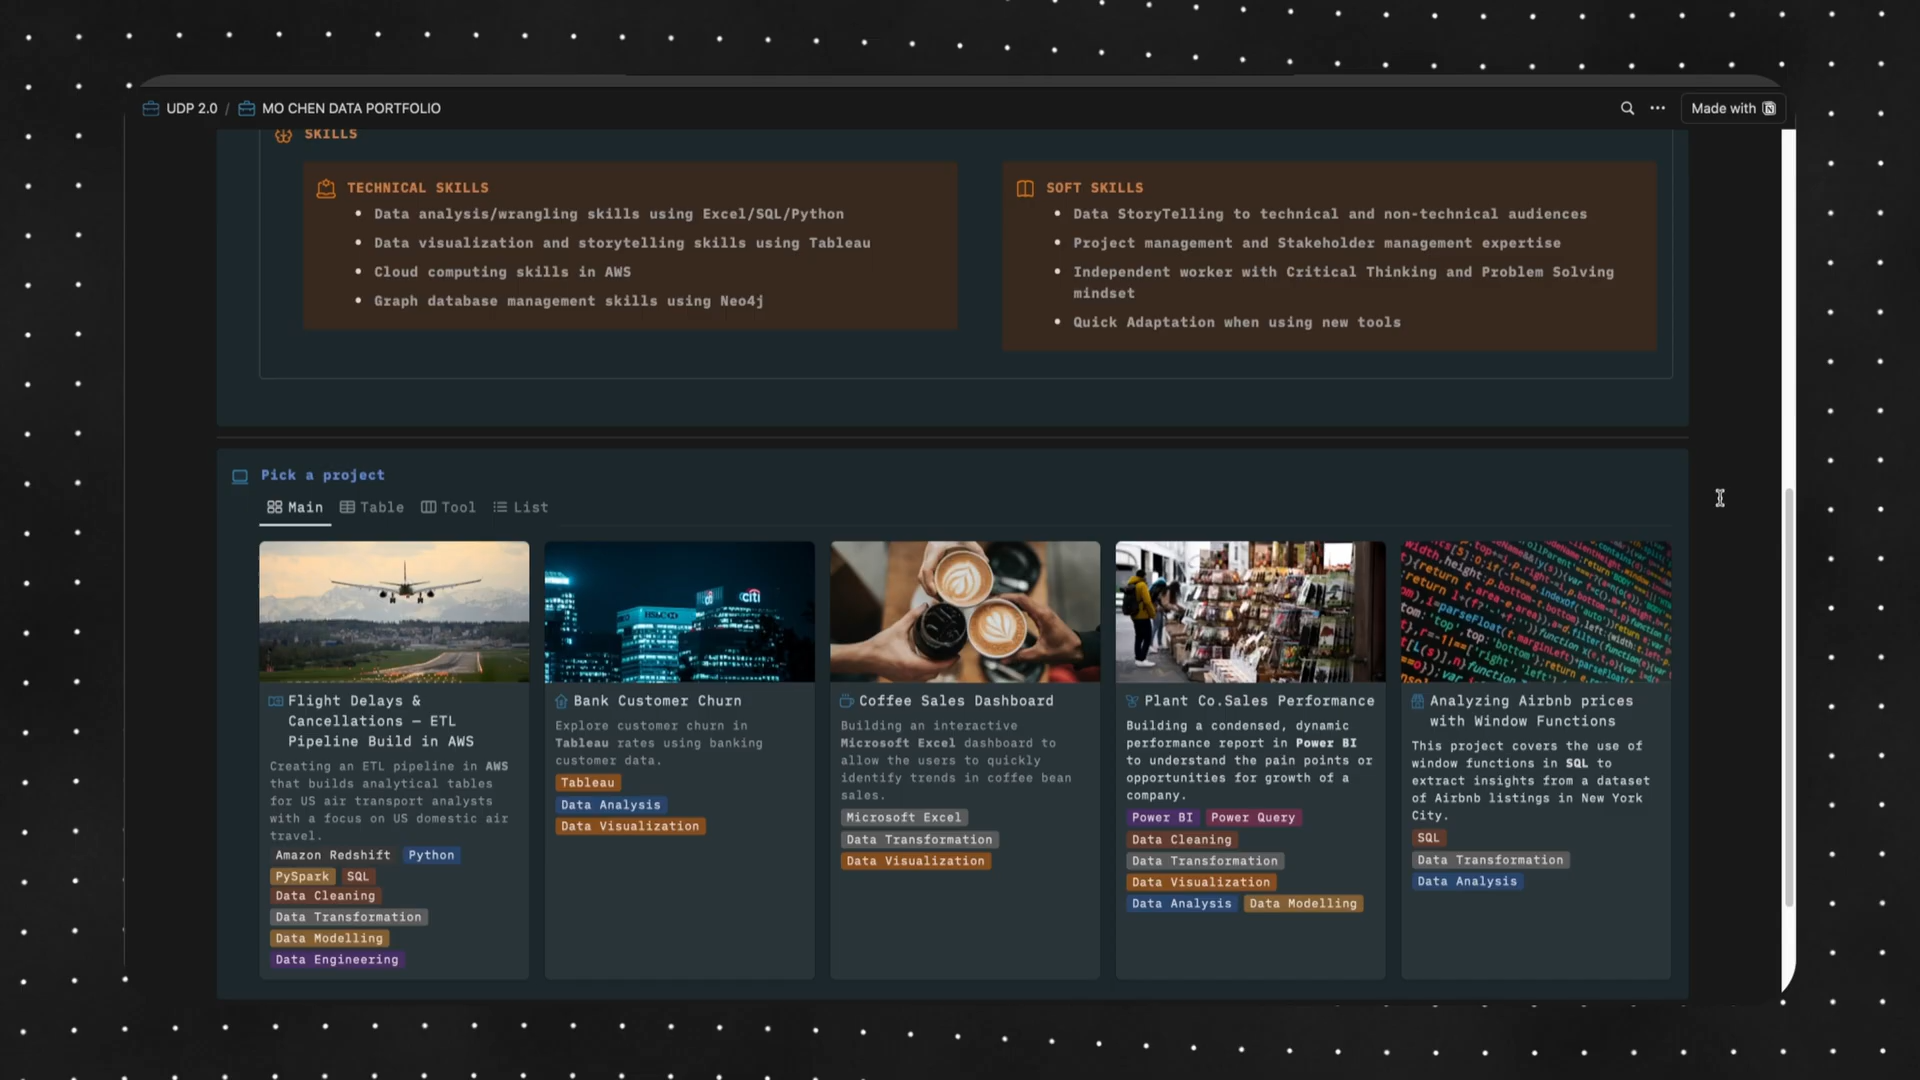 UDP 2.0 / MO CHEN DATA PORTFOLIO
Made with
SKILLS
TECHNICAL SKILLS
• Data analysis/wrangling skills using Excel/SQL/Python
• Data visualization and storytelling skills using Tableau
• Cloud computing skills in AWS
• Graph database management skills using Neo4j
SOFT SKILLS
• Data StoryTelling to technical and non-technical audiences
• Project management and Stakeholder management expertise
• Independent worker with Critical Thinking and Problem Solving
mindset
• Quick Adaptation when using new tools
Pick a project
Main Table Tool List
Flight Delays &
Cancellations – ETL
Pipeline Build in AWS
Creating an ETL pipeline in AWS
that builds analytical tables
for US air transport analysts
with a focus on US domestic air
travel.
Amazon Redshift Python
PySpark SQL
Data Cleaning
Data Transformation
Data Modelling
Data Engineering
HSBC
citi
Bank Customer Churn
Explore customer churn in
Tableau rates using banking
customer data.
Tableau
Data Analysis
Data Visualization
Coffee Sales Dashboard
Building an interactive
Microsoft Excel dashboard to
allow the users to quickly
identify trends in coffee bean
sales.
Microsoft Excel
Data Transformation
Data Visualization
Plant Co.Sales Performance
Building a condensed, dynamic
performance report in Power BI
to understand the pain points or
opportunities for growth of a
company.
Power BI Power Query
Data Cleaning
Data Transformation
Data Visualization
Data Analysis Data Modelling
Analyzing Airbnb prices
with Window Functions
This project covers the use of
window functions in SQL to
extract insights from a dataset
of Airbnb listings in New York
City.
SQL
Data Transformation
Data Analysis